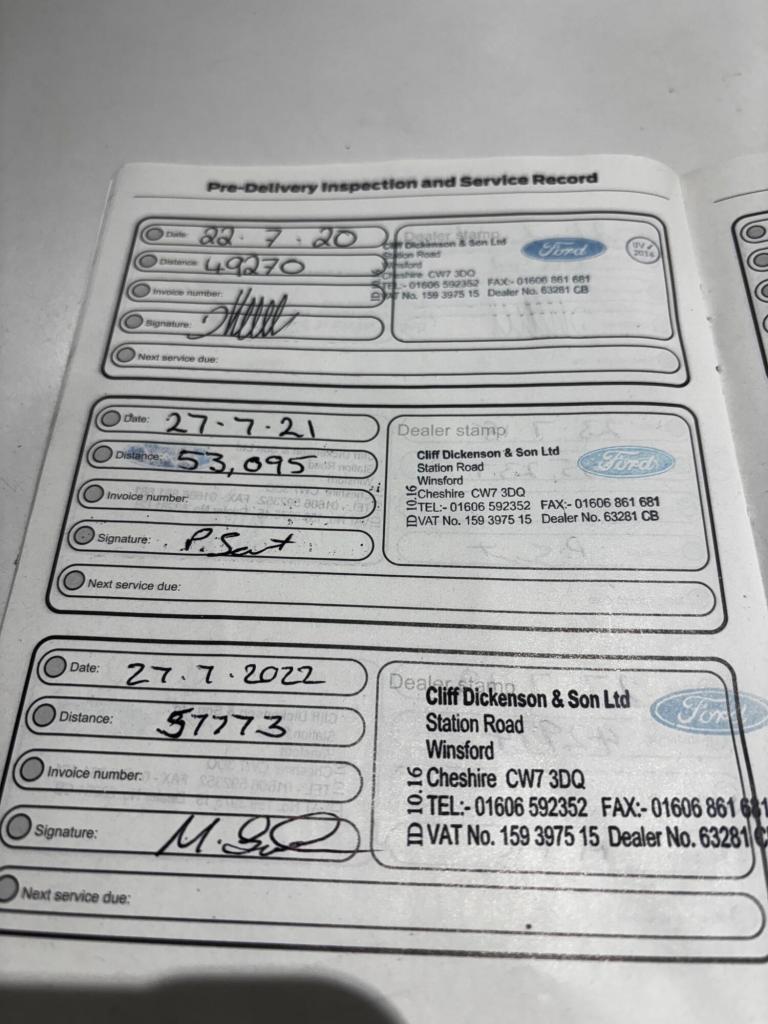 Pre-Delivery Inspection and Service Record
Date: 22.7.20
Distance: 49270
Invoice number:
Signature:
Next service due:
Dealer stamp
Cliff Dickenson & Son Ltd
Station Road
Winsford
Cheshire CW7 3DQ
TEL:- 01606 592352 FAX:- 01606 861 681
VAT No. 159 3975 15 Dealer No. 63281 CB
Ford
Date: 27.7.21
Distance: 53,095
Invoice number:
Signature:
Next service due:
Dealer stamp
Cliff Dickenson & Son Ltd
Station Road
Winsford
Cheshire CW7 3DQ
TEL:- 01606 592352 FAX:- 01606 861 681
VAT No. 159 3975 15 Dealer No. 63281 CB
ID 10.16
Ford
Date: 27.7.2022
Distance: 57773
Invoice number:
Signature:
Next service due:
Dealer stamp
Cliff Dickenson & Son Ltd
Station Road
Winsford
Cheshire CW7 3DQ
TEL:- 01606 592352 FAX:- 01606 861 681
VAT No. 159 3975 15 Dealer No. 63281
ID 10.16
Ford